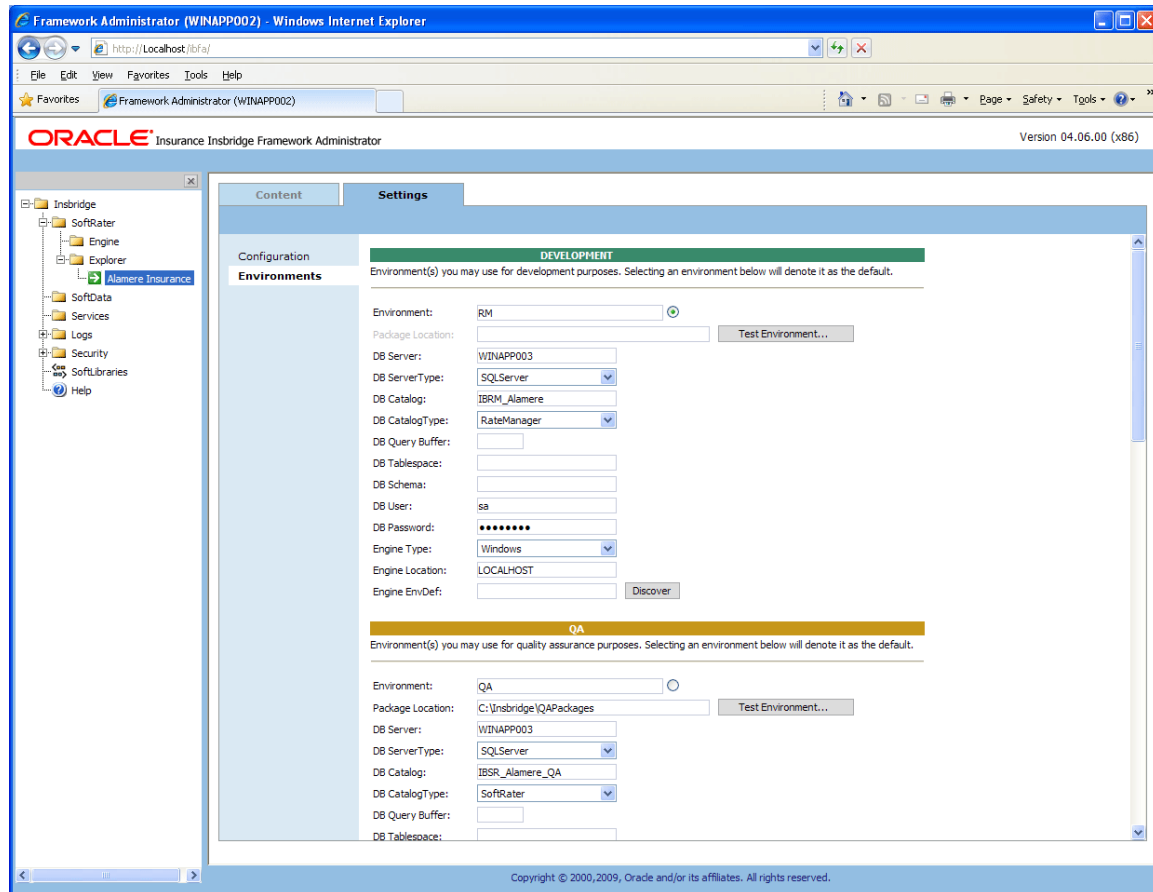 Framework Administrator (WINAPP002) - Windows Internet Explorer
http://Localhost/ibfa/
File Edit View Favorites Tools Help
Favorites Framework Administrator (WINAPP002) Page Safety Tools »
ORACLE Insurance Insbridge Framework Administrator Version 04.06.00 (x86)
Insbridge
SoftRater
Engine
Explorer
Alamere Insurance
SoftData
Services
Logs
Security
SoftLibraries
Help
Content Settings
Configuration
Environments
DEVELOPMENT
Environment(s) you may use for development purposes. Selecting an environment below will denote it as the default.
Environment: RM
Package Location: Test Environment...
DB Server: WINAPP003
DB ServerType: SQLServer
DB Catalog: IBRM_Alamere
DB CatalogType: RateManager
DB Query Buffer:
DB Tablespace:
DB Schema:
DB User: sa
DB Password: ••••••••
Engine Type: Windows
Engine Location: LOCALHOST
Engine EnvDef: Discover
QA
Environment(s) you may use for quality assurance purposes. Selecting an environment below will denote it as the default.
Environment: QA
Package Location: C:\Insbridge\QAPackages Test Environment...
DB Server: WINAPP003
DB ServerType: SQLServer
DB Catalog: IBSR_Alamere_QA
DB CatalogType: SoftRater
DB Query Buffer:
DB Tablespace:
Copyright © 2000,2009, Oracle and/or its affiliates. All rights reserved.